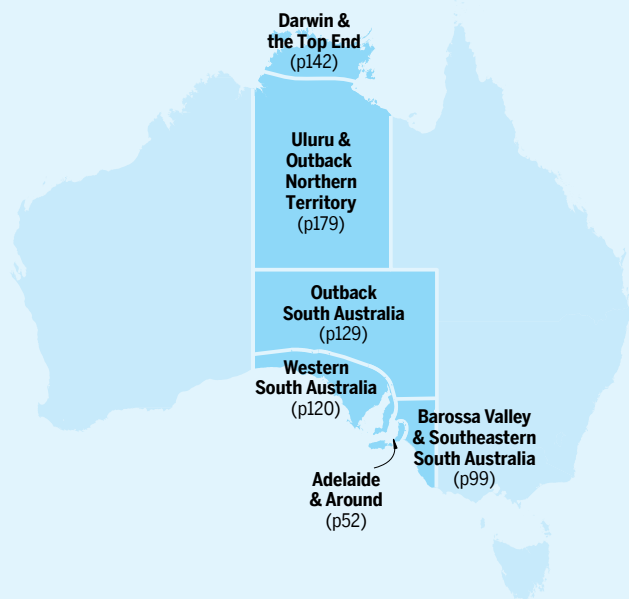 Darwin &
the Top End
(p142)
Uluru &
Outback
Northern
Territory
(p179)
Outback
South Australia
(p129)
Western
South Australia
(p120)
Barossa Valley
& Southeastern
South Australia
(p99)
Adelaide
& Around
(p52)